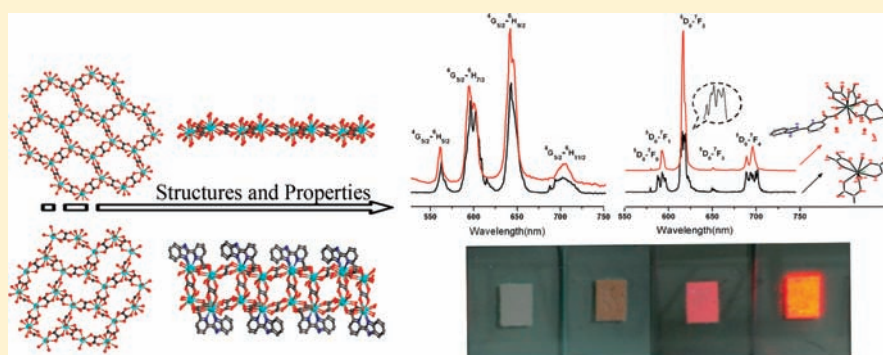 ⁴G₅/₂-⁶H₉/₂
⁵D₀-⁷F₂
⁴G₅/₂-⁶H₇/₂
⁴G₅/₂-⁶H₅/₂
⁴G₅/₂-⁶H₁₁/₂
⁵D₀-⁷F₁
⁵D₀-⁷F₄
⁵D₀-⁷F₀
⁵D₀-⁷F₃
Structures and Properties
550 600 650 700 750
550 600 650 700 750
Wavelength(nm)
Wavelength(nm)